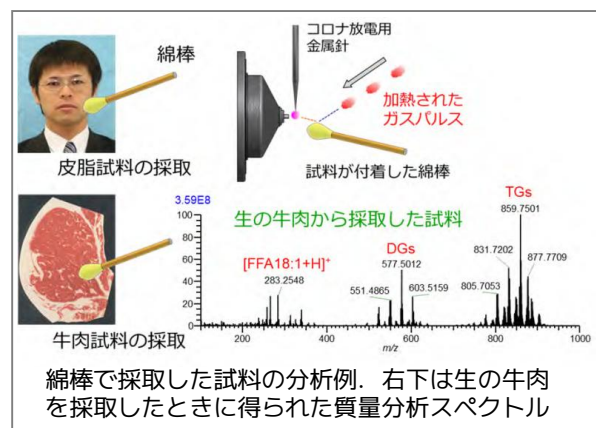 綿棒
皮脂試料の採取
コロナ放電用
金属針
加熱された
ガスパルス
試料が付着した綿棒
牛肉試料の採取
3.59E8
生の牛肉から採取した試料
TGs
859.7501
DGs
577.5012
831.7202
877.7709
[FFA18:1+H]⁺
283.2548
551.4865
603.5159
805.7053
100
80
60
40
20
0
200
400
600
800
1000
m/z
綿棒で採取した試料の分析例. 右下は生の牛肉
を採取したときに得られた質量分析スペクトル